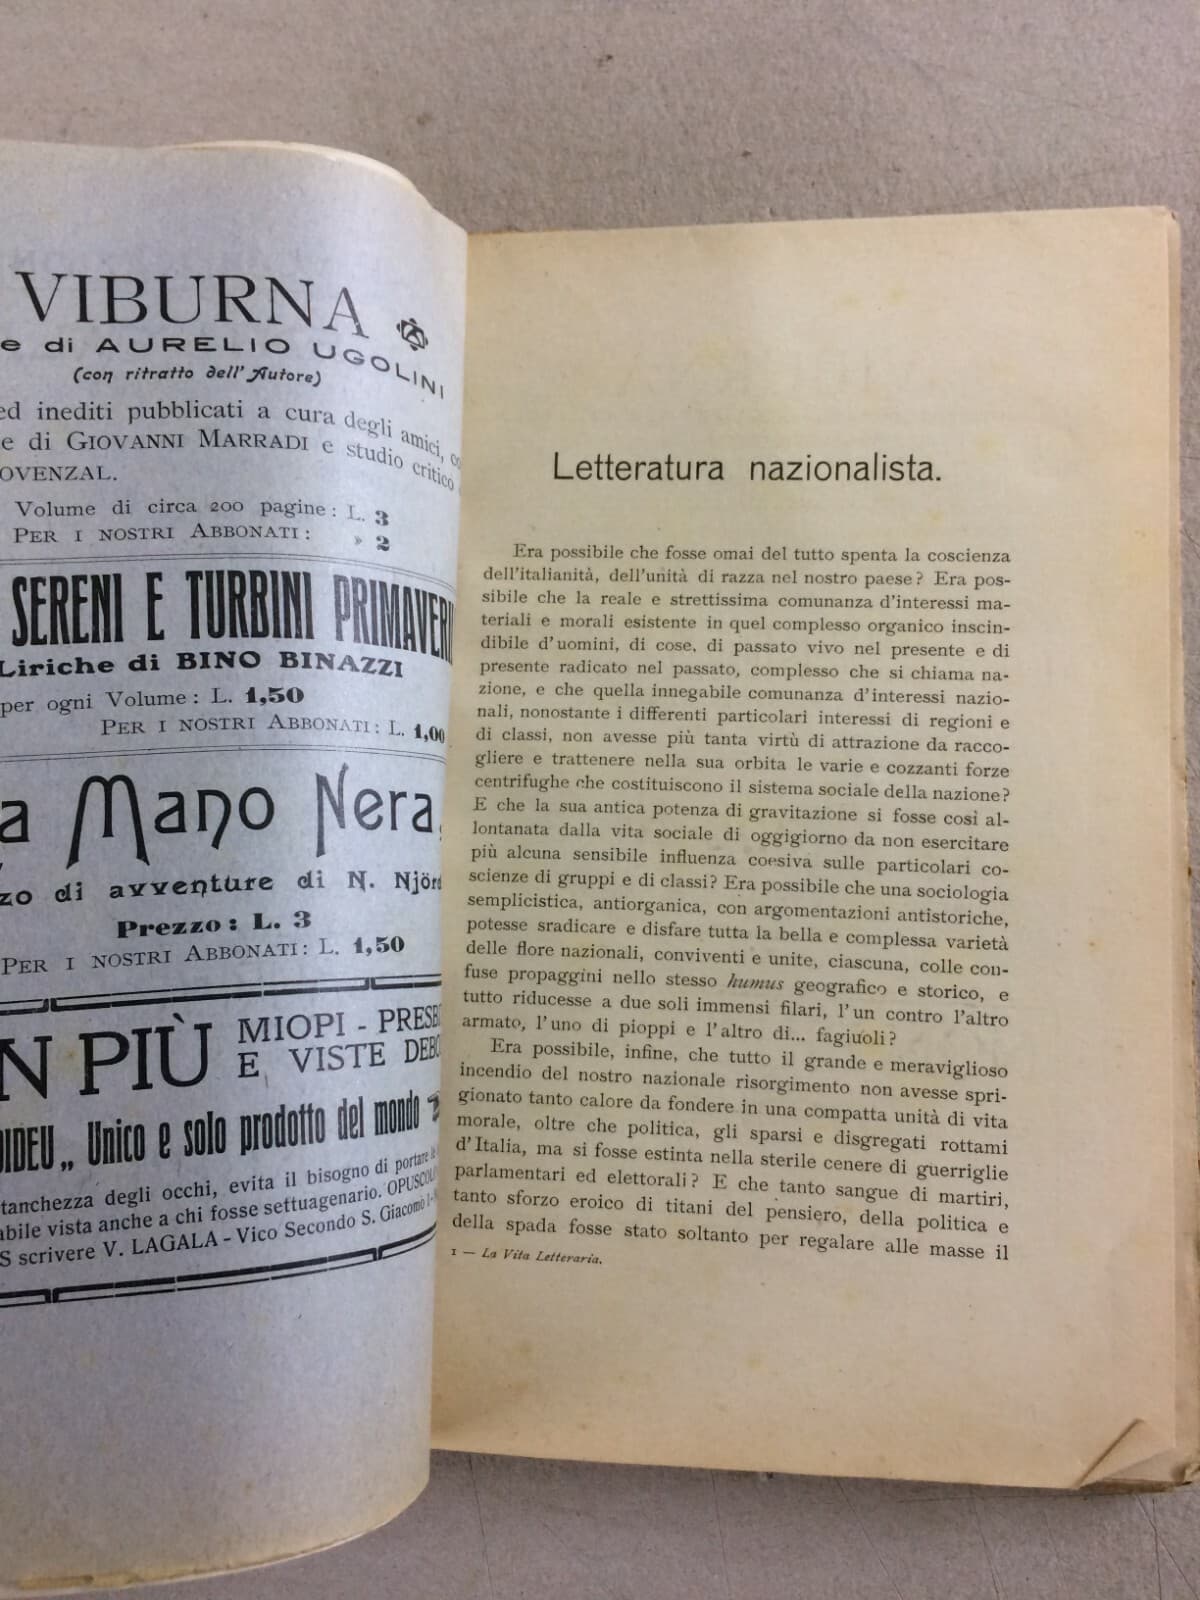 VIBURNA
e di AURELIO UGOLINI
(con ritratto dell'Autore)
ed inediti pubblicati a cura degli amici, co
e di GIOVANNI MARRADI e studio critico
OVENZAL.
Volume di circa 200 pagine: L. 3
PER I NOSTRI ABBONATI: » 2
SERENI E TURBINI PRIMAVERI
Liriche di BINO BINAZZI
per ogni Volume: L. 1,50
PER I NOSTRI ABBONATI: L. 1,00
a Mano Nera
zo di avventure di N. Njörd
Prezzo: L. 3
PER I NOSTRI ABBONATI: L. 1,50
N PIÙ MIOPI - PRESB
E VISTE DEBO
OIDEU „ Unico e solo prodotto del mondo
tanchezza degli occhi, evita il bisogno di portare le
abile vista anche a chi fosse settuagenario. OPUSCOL
S scrivere V. LAGALA - Vico Secondo S. Giacomo 1-
Letteratura nazionalista.
Era possibile che fosse omai del tutto spenta la coscienza
dell'italianità, dell'unità di razza nel nostro paese? Era pos-
sibile che la reale e strettissima comunanza d'interessi ma-
teriali e morali esistente in quel complesso organico inscin-
dibile d'uomini, di cose, di passato vivo nel presente e di
presente radicato nel passato, complesso che si chiama na-
zione, e che quella innegabile comunanza d'interessi nazio-
nali, nonostante i differenti particolari interessi di regioni e
di classi, non avesse più tanta virtù di attrazione da racco-
gliere e trattenere nella sua orbita le varie e cozzanti forze
centrifughe che costituiscono il sistema sociale della nazione?
E che la sua antica potenza di gravitazione si fosse così al-
lontanata dalla vita sociale di oggigiorno da non esercitare
più alcuna sensibile influenza coesiva sulle particolari co-
scienze di gruppi e di classi? Era possibile che una sociologia
semplicistica, antiorganica, con argomentazioni antistoriche,
potesse sradicare e disfare tutta la bella e complessa varietà
delle flore nazionali, conviventi e unite, ciascuna, colle con-
fuse propaggini nello stesso humus geografico e storico, e
tutto riducesse a due soli immensi filari, l'un contro l'altro
armato, l'uno di pioppi e l'altro di... fagiuoli?
Era possibile, infine, che tutto il grande e meraviglioso
incendio del nostro nazionale risorgimento non avesse spri-
gionato tanto calore da fondere in una compatta unità di vita
morale, oltre che politica, gli sparsi e disgregati rottami
d'Italia, ma si fosse estinta nella sterile cenere di guerriglie
parlamentari ed elettorali? E che tanto sangue di martiri,
tanto sforzo eroico di titani del pensiero, della politica e
della spada fosse stato soltanto per regalare alle masse il
1 — La Vita Letteraria.